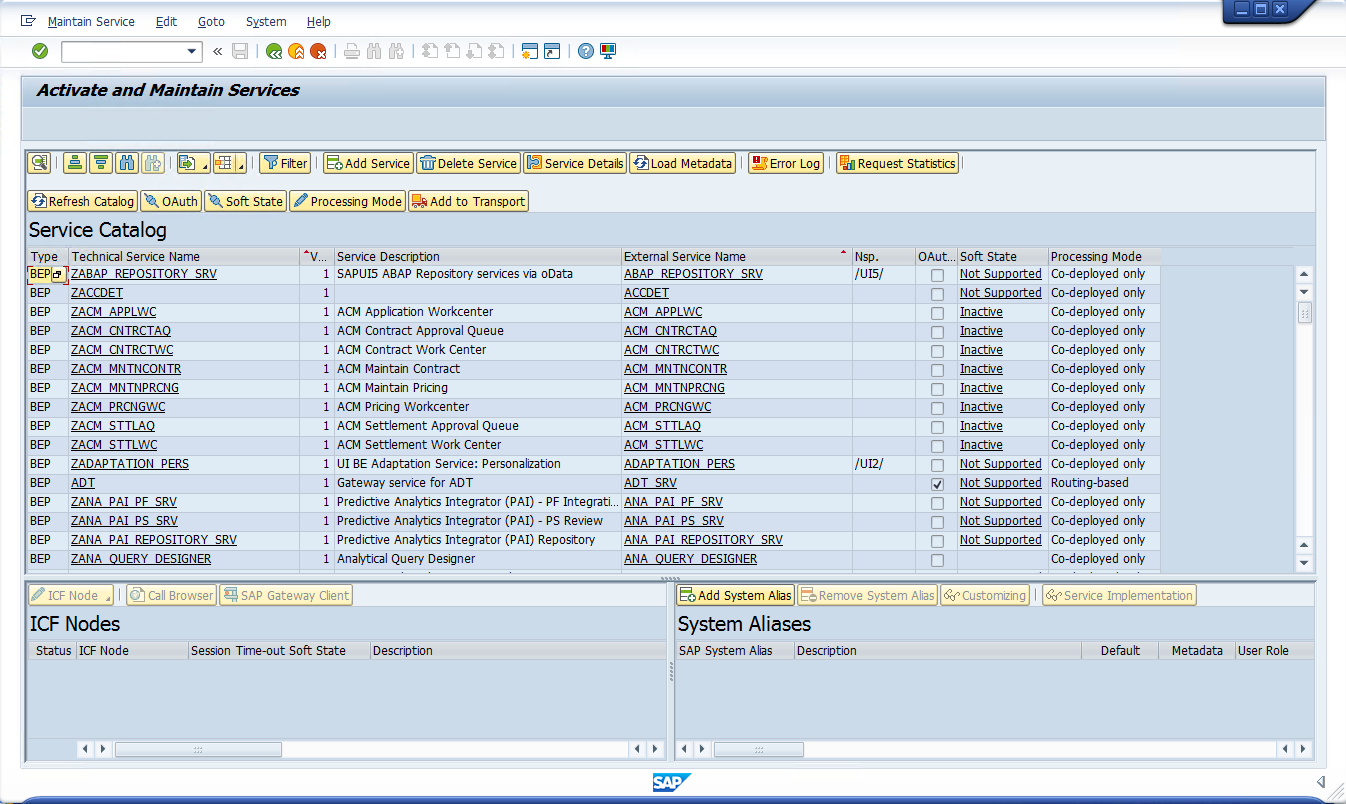 Maintain Service Edit Goto System Help
Activate and Maintain Services
Filter Add Service Delete Service Service Details Load Metadata Error Log Request Statistics
Refresh Catalog OAuth Soft State Processing Mode Add to Transport
Service Catalog
Type Technical Service Name V... Service Description External Service Name Nsp. OAut... Soft State Processing Mode
BEP ZABAP_REPOSITORY_SRV 1 SAPUI5 ABAP Repository services via oData ABAP_REPOSITORY_SRV /UI5/ Not Supported Co-deployed only
BEP ZACCDET 1 ACCDET Not Supported Co-deployed only
BEP ZACM_APPLWC 1 ACM Application Workcenter ACM_APPLWC Inactive Co-deployed only
BEP ZACM_CNTRCTAQ 1 ACM Contract Approval Queue ACM_CNTRCTAQ Inactive Co-deployed only
BEP ZACM_CNTRCTWC 1 ACM Contract Work Center ACM_CNTRCTWC Inactive Co-deployed only
BEP ZACM_MNTNCONTR 1 ACM Maintain Contract ACM_MNTNCONTR Inactive Co-deployed only
BEP ZACM_MNTNPRCNG 1 ACM Maintain Pricing ACM_MNTNPRCNG Inactive Co-deployed only
BEP ZACM_PRCNGWC 1 ACM Pricing Workcenter ACM_PRCNGWC Inactive Co-deployed only
BEP ZACM_STTLAQ 1 ACM Settlement Approval Queue ACM_STTLAQ Inactive Co-deployed only
BEP ZACM_STTLWC 1 ACM Settlement Work Center ACM_STTLWC Inactive Co-deployed only
BEP ZADAPTATION_PERS 1 UI BE Adaptation Service: Personalization ADAPTATION_PERS /UI2/ Not Supported Co-deployed only
BEP ADT 1 Gateway service for ADT ADT_SRV Not Supported Routing-based
BEP ZANA_PAI_PF_SRV 1 Predictive Analytics Integrator (PAI) - PF Integrati... ANA_PAI_PF_SRV Not Supported Co-deployed only
BEP ZANA_PAI_PS_SRV 1 Predictive Analytics Integrator (PAI) - PS Review ANA_PAI_PS_SRV Not Supported Co-deployed only
BEP ZANA_PAI_REPOSITORY_SRV 1 Predictive Analytics Integrator (PAI) Repository ANA_PAI_REPOSITORY_SRV Not Supported Co-deployed only
BEP ZANA_QUERY_DESIGNER 1 Analytical Query Designer ANA_QUERY_DESIGNER Co-deployed only
ICF Node Call Browser SAP Gateway Client
ICF Nodes
Status ICF Node Session Time-out Soft State Description
Add System Alias Remove System Alias Customizing Service Implementation
System Aliases
SAP System Alias Description Default Metadata User Role
SAP